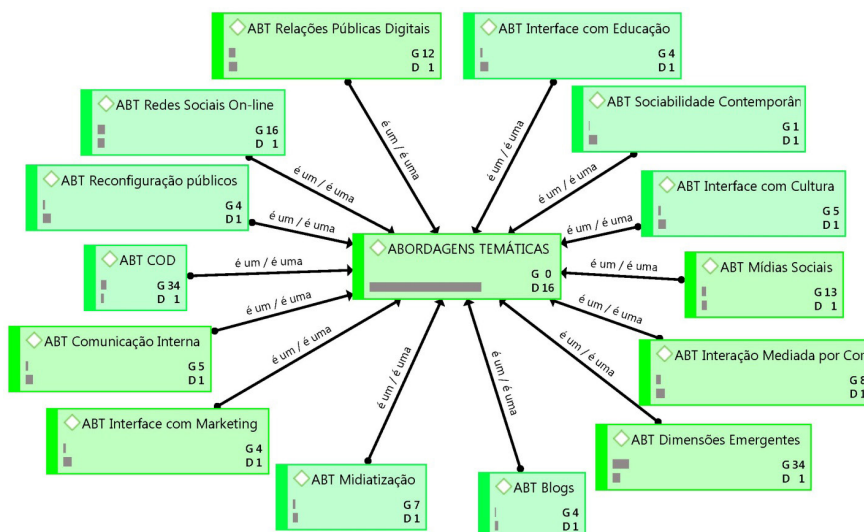 ABT Relações Públicas Digitais
G 12
D 1
ABT Interface com Educação
G 4
D 1
ABT Redes Sociais On-line
G 16
D 1
ABT Sociabilidade Contemporân
G 1
D 1
ABT Reconfiguração públicos
G 4
D 1
ABT Interface com Cultura
G 5
D 1
ABORDAGENS TEMÁTICAS
G 0
D 16
ABT COD
G 34
D 1
ABT Mídias Sociais
G 13
D 1
ABT Comunicação Interna
G 5
D 1
ABT Interação Mediada por Com
G 8
D 1
ABT Interface com Marketing
G 4
D 1
ABT Dimensões Emergentes
G 34
D 1
ABT Midiatização
G 7
D 1
ABT Blogs
G 4
D 1
é um / é uma
é um / é uma
é um / é uma
é um / é uma
é um / é uma
é um / é uma
é um / é uma
é um / é uma
é um / é uma
é um / é uma
é um / é uma
é um / é uma
é um / é uma
é um / é uma